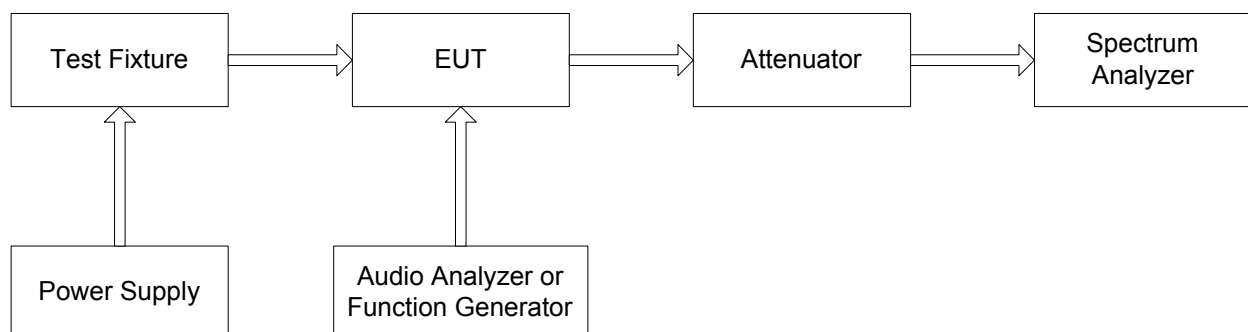 Test Fixture
EUT
Attenuator
Spectrum
Analyzer
Power Supply
Audio Analyzer or
Function Generator